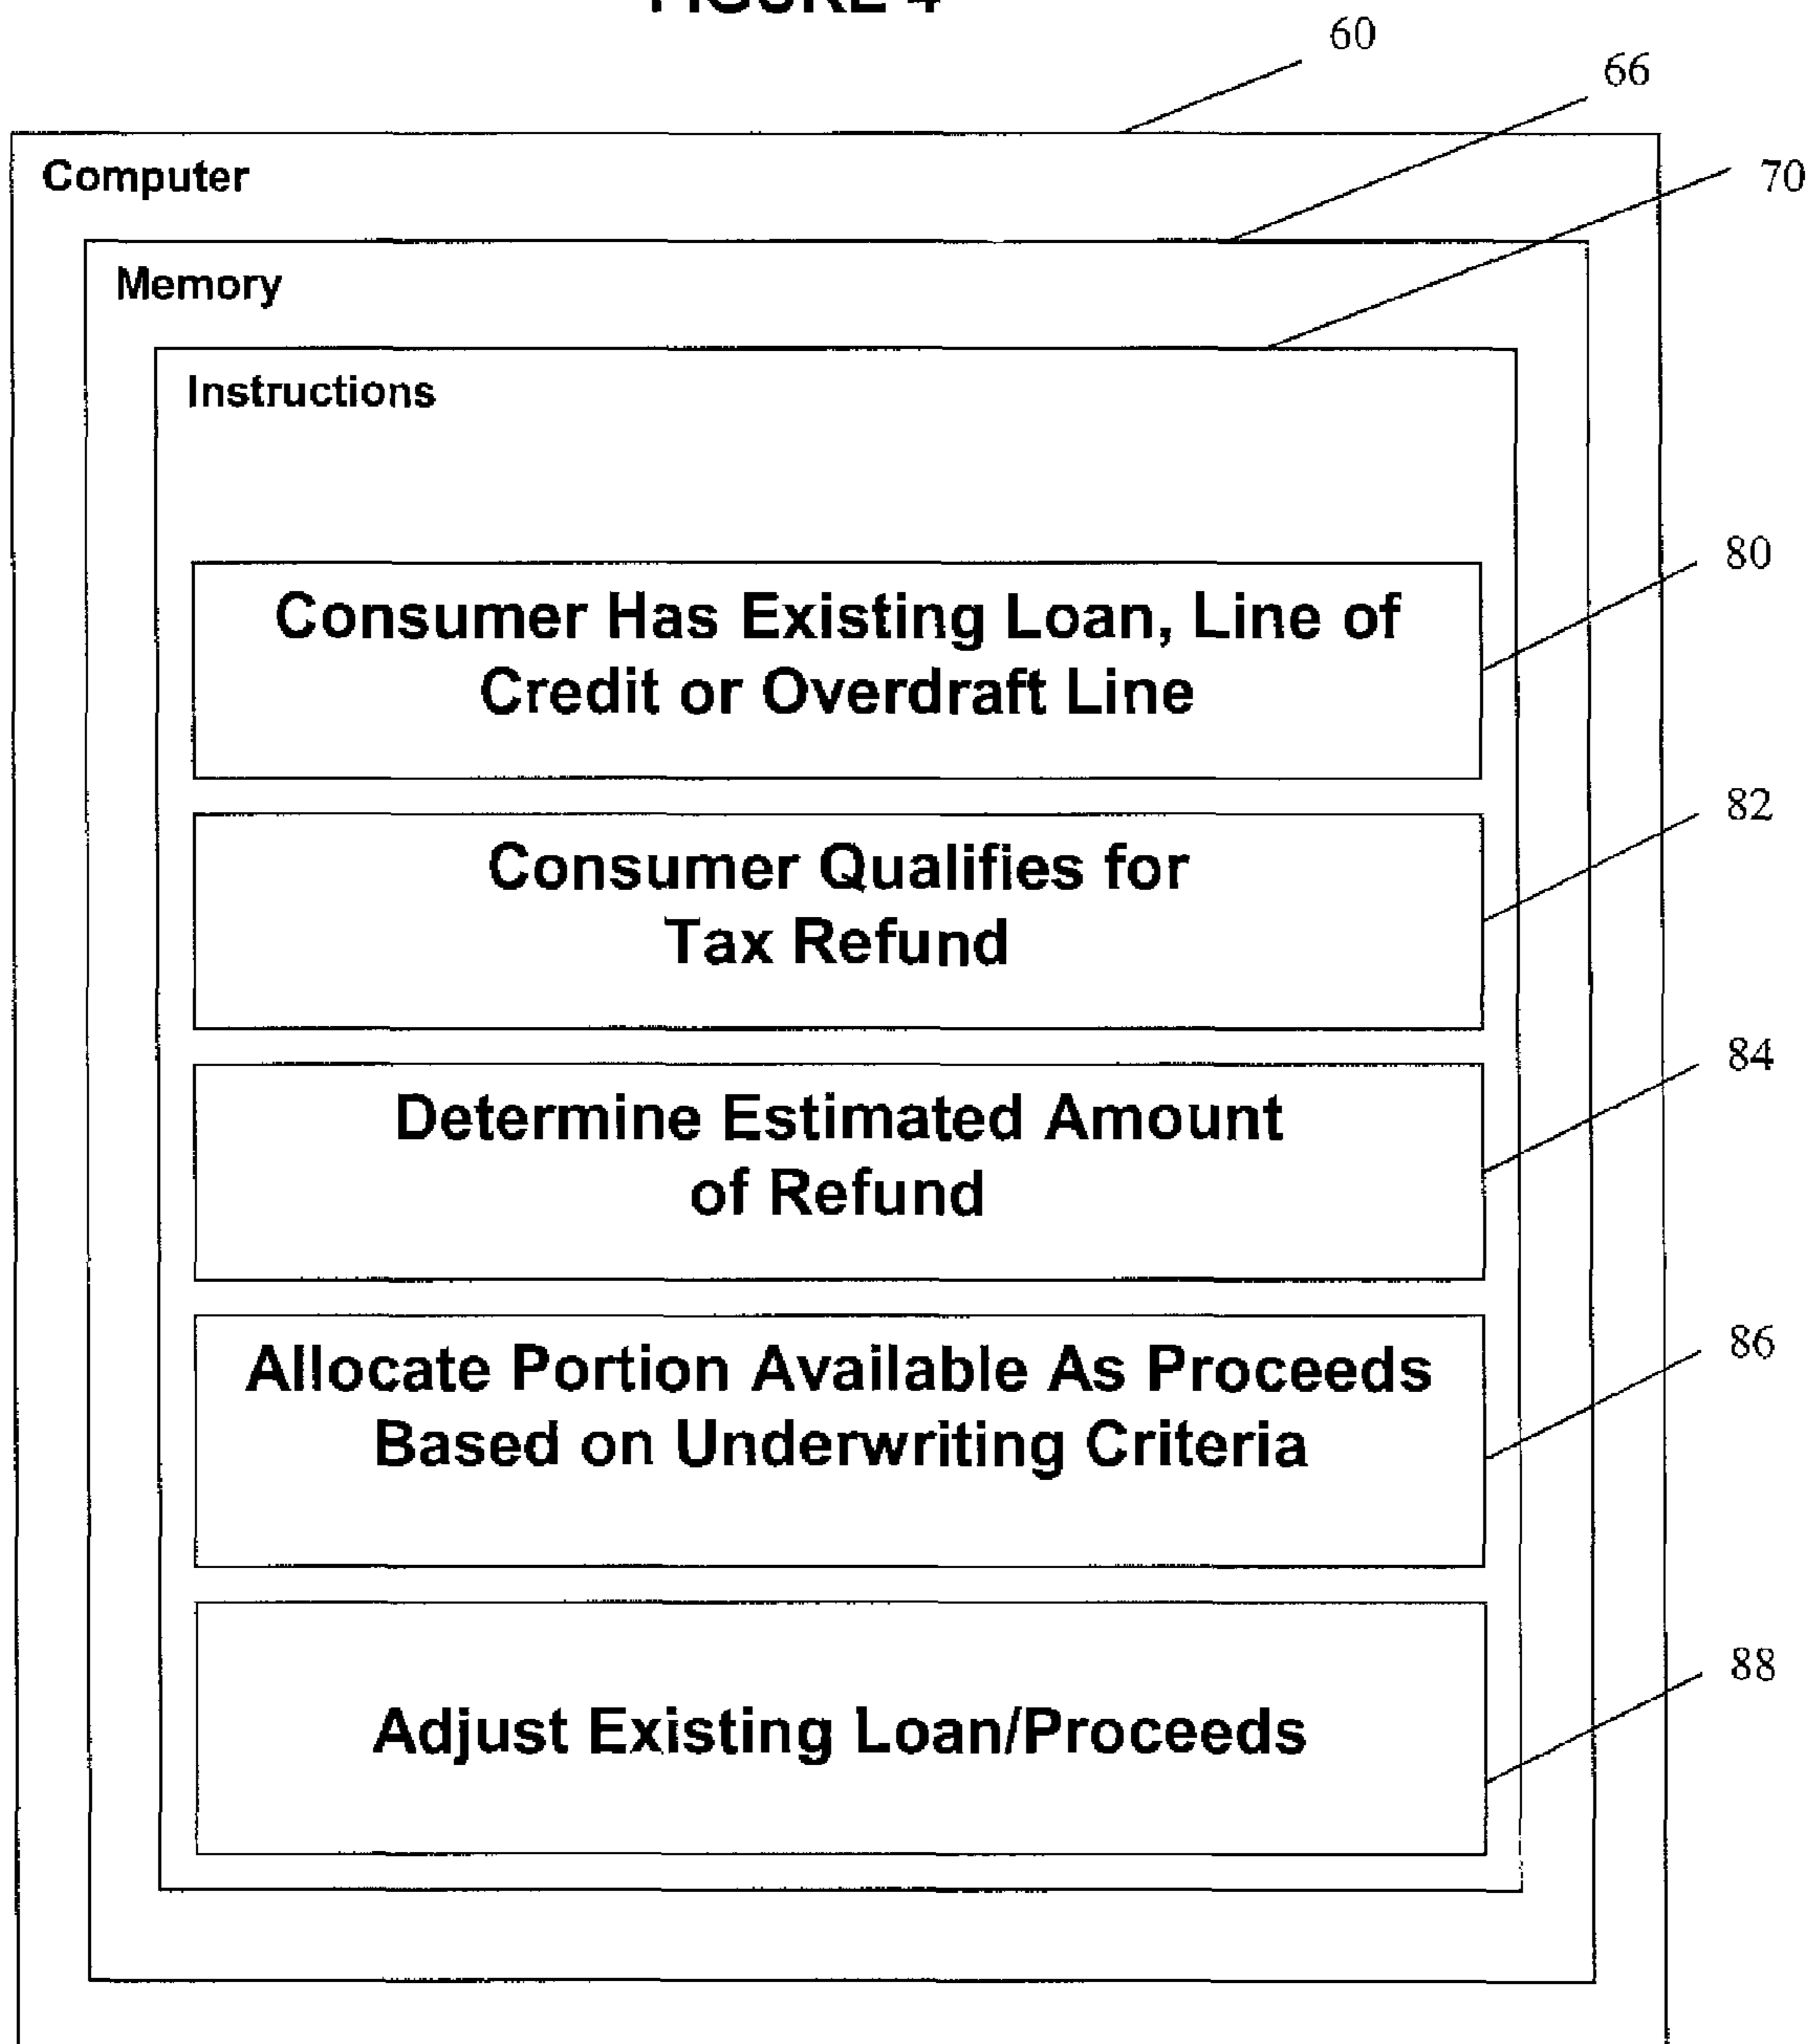 FIGURE 4
60
66
Computer
70
Memory
Instructions
80
Consumer Has Existing Loan, Line of
Credit or Overdraft Line
82
Consumer Qualifies for
Tax Refund
84
Determine Estimated Amount
of Refund
86
Allocate Portion Available As Proceeds
Based on Underwriting Criteria
88
Adjust Existing Loan/Proceeds